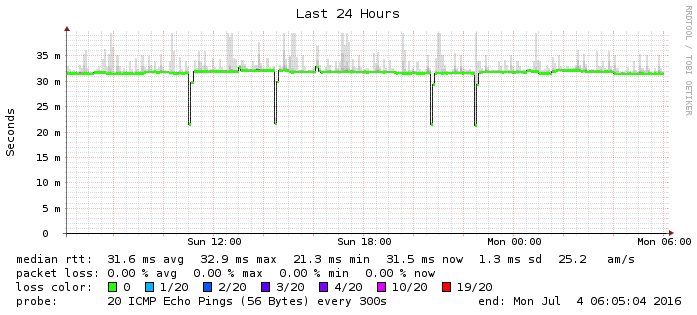 Last 24 Hours
RRDTOOL / TOBI OETIKER
Seconds
35 m
30 m
25 m
20 m
15 m
10 m
5 m
0
Sun 12:00 Sun 18:00 Mon 00:00 Mon 06:00
median rtt: 31.6 ms avg 32.9 ms max 21.3 ms min 31.5 ms now 1.3 ms sd 25.2 am/s
packet loss: 0.00 % avg 0.00 % max 0.00 % min 0.00 % now
loss color: 0 1/20 2/20 3/20 4/20 10/20 19/20
probe: 20 ICMP Echo Pings (56 Bytes) every 300s end: Mon Jul 4 06:05:04 2016